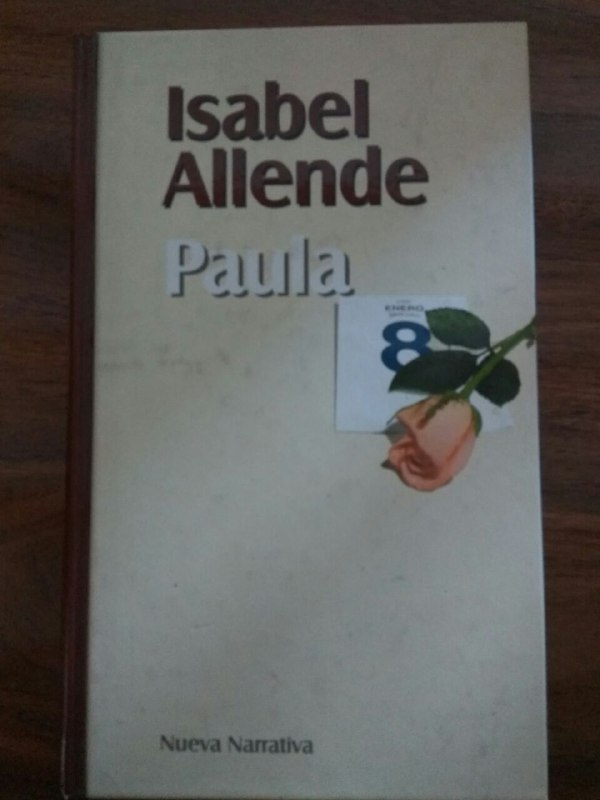 Isabel
Allende
Paula
ENERO
8
Nueva Narrativa